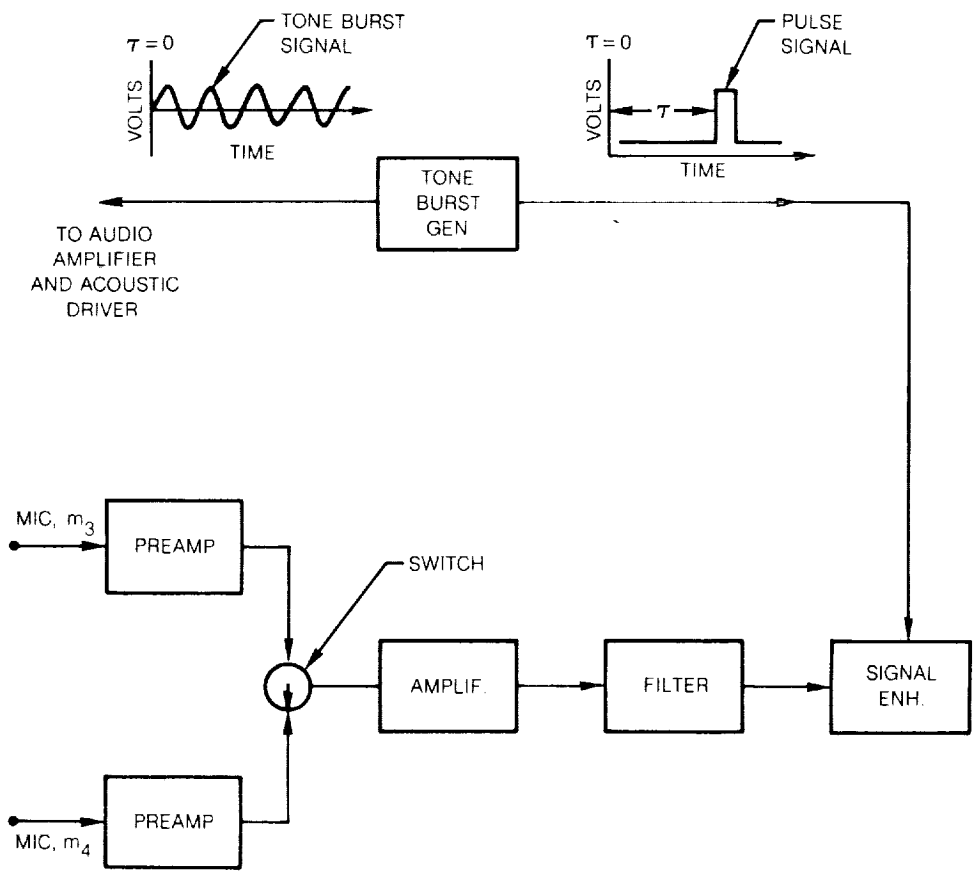 TONE BURST
SIGNAL
τ = 0
VOLTS
TIME
PULSE
SIGNAL
τ = 0
VOLTS
τ
TIME
TONE
BURST
GEN
TO AUDIO
AMPLIFIER
AND ACOUSTIC
DRIVER
MIC, m3
PREAMP
SWITCH
AMPLIF.
FILTER
SIGNAL
ENH.
PREAMP
MIC, m4